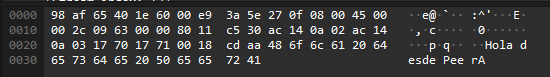 0000 98 af 65 40 1e 60 00 e9 3a 5e 27 0f 08 00 45 00 ··e@·`·· :^'···E·
0010 00 2c 09 63 00 00 80 11 c5 30 ac 14 0a 02 ac 14 ·,·c···· ·0······
0020 0a 03 17 70 17 71 00 18 cd aa 48 6f 6c 61 20 64 ···p·q·· ··Hola d
0030 65 73 64 65 20 50 65 65 72 41 esde Pee rA